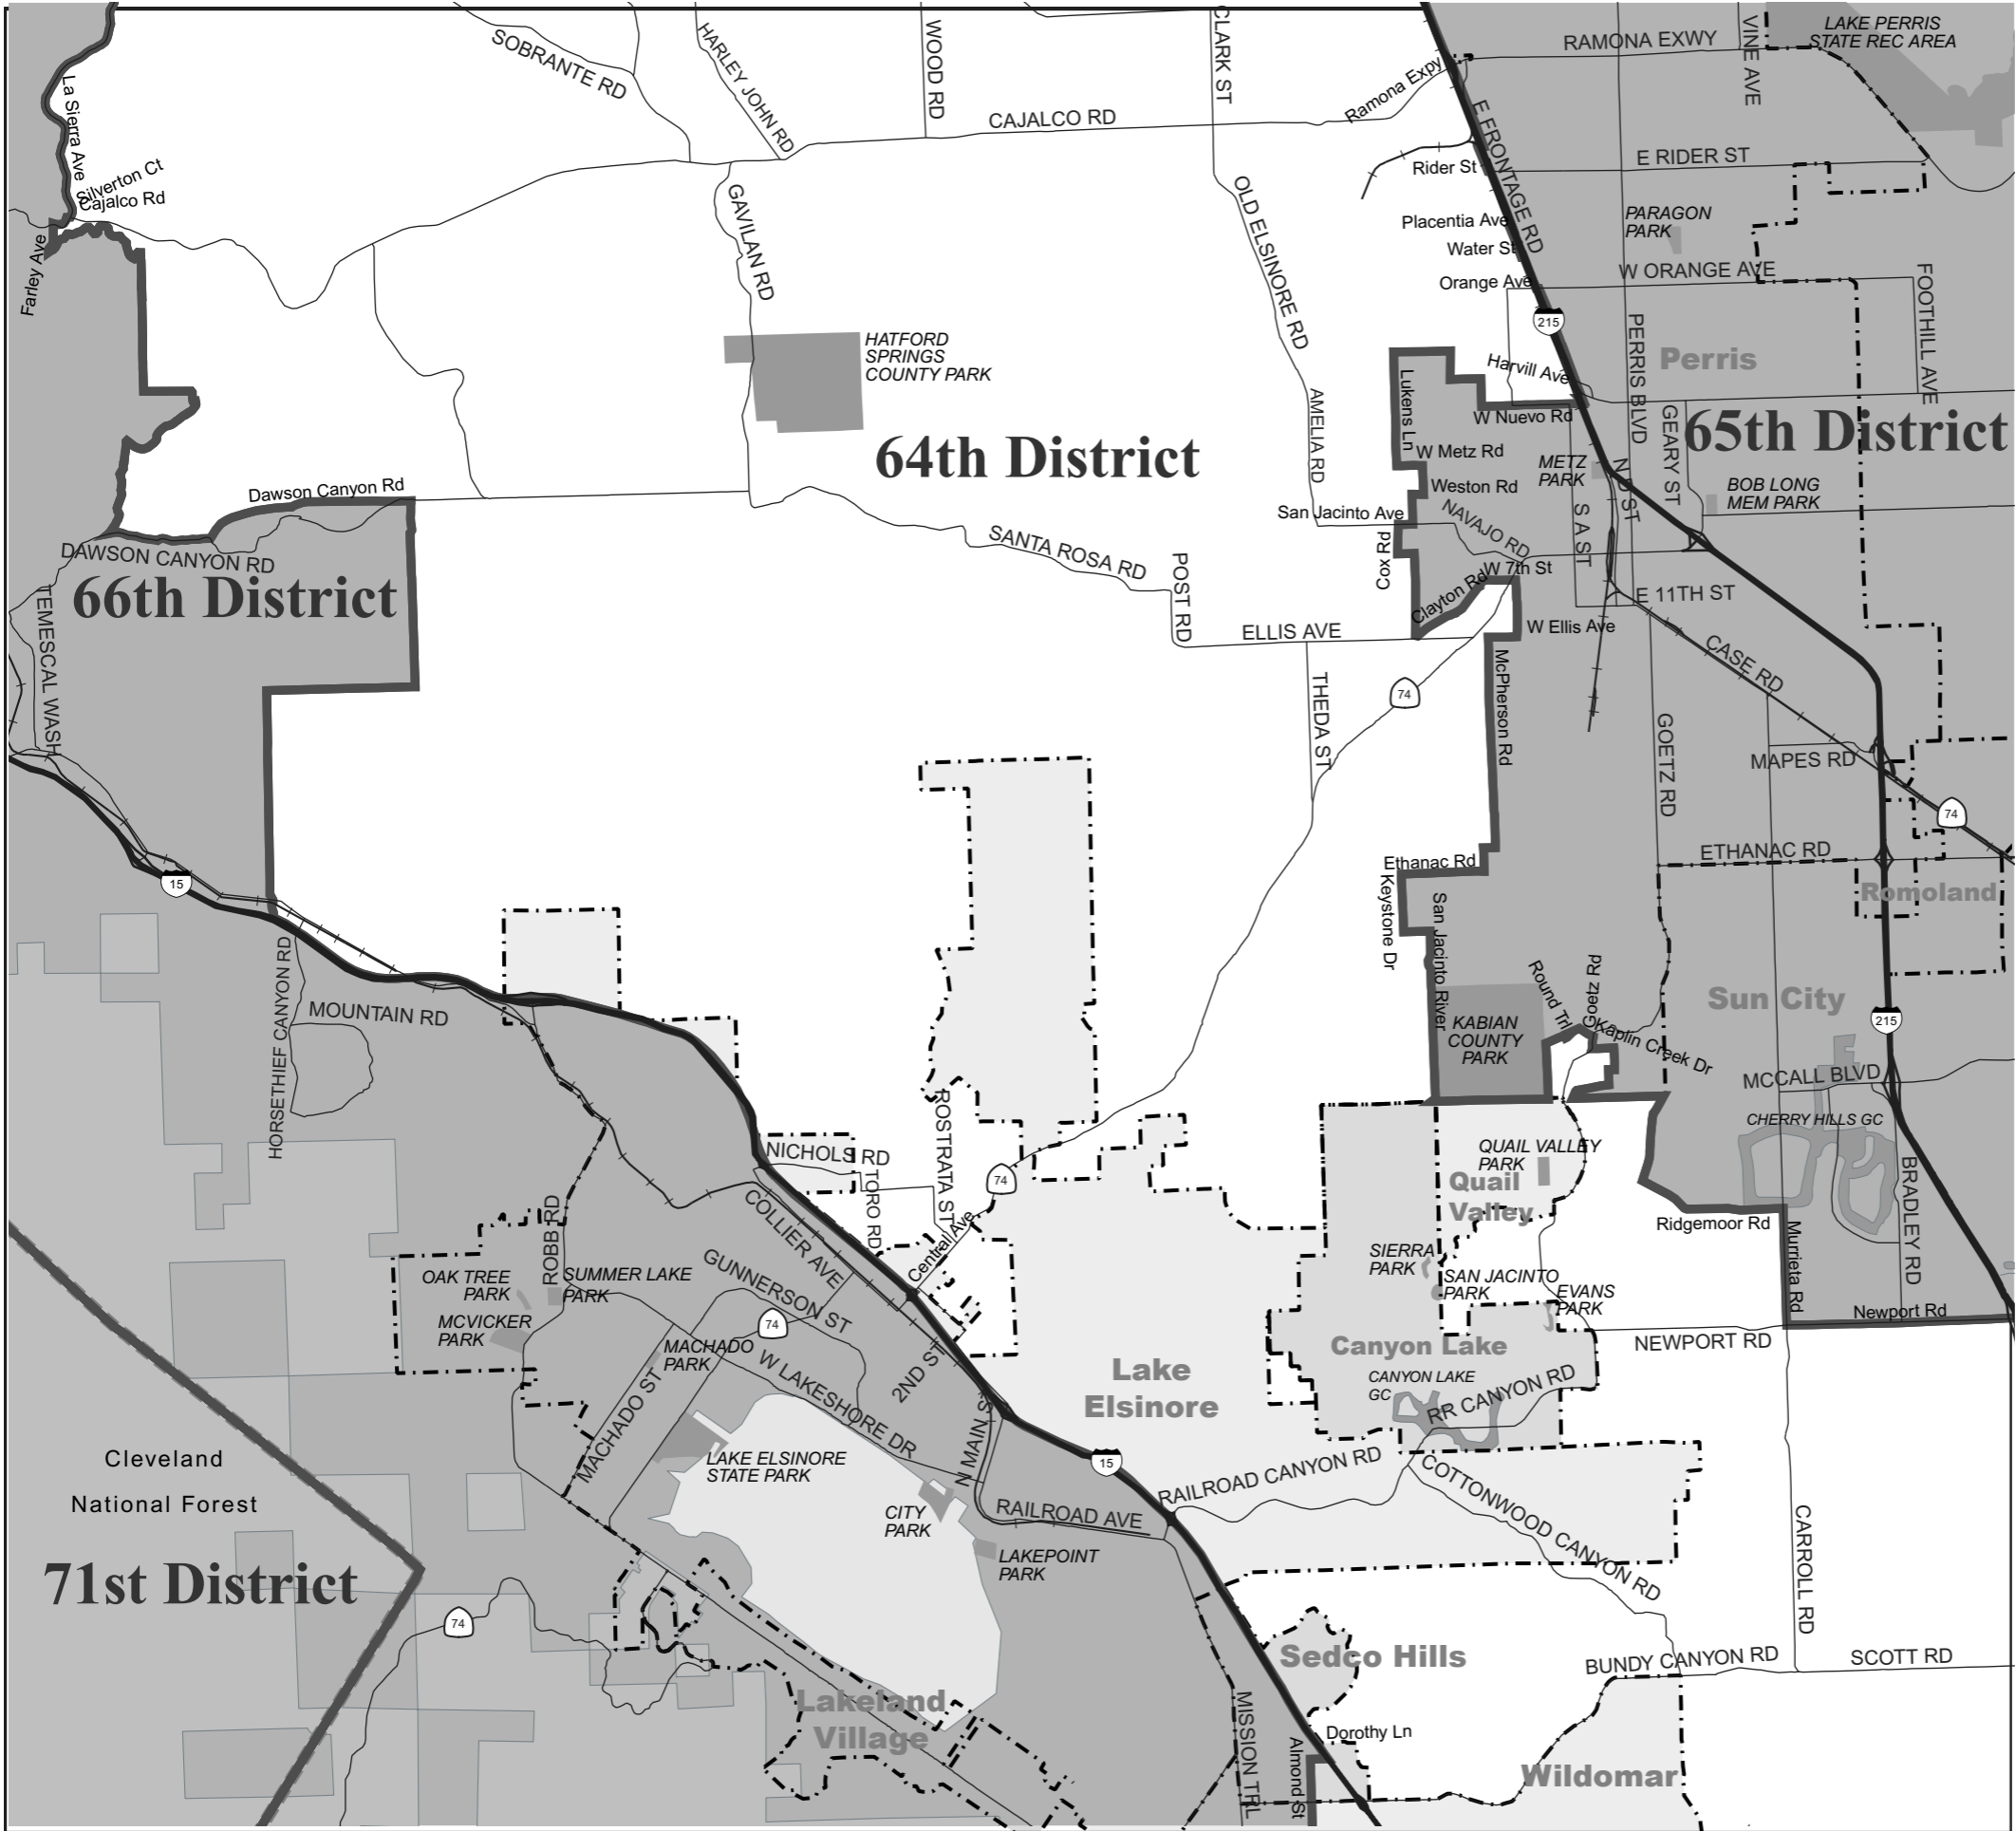 SOBRANTE RD
HARLEY JOHN RD
WOOD RD
CLARK ST
RAMONA EXWY
VINE AVE
LAKE PERRIS
STATE REC AREA
La Sierra Ave
Ramona Expy
CAJALCO RD
E FRONTAGE RD
Silverton Ct
Cajalco Rd
Rider St
E RIDER ST
Farley Ave
GAVILAN RD
OLD ELSINORE RD
Placentia Ave
Water St
Orange Ave
PARAGON
PARK
W ORANGE AVE
FOOTHILL AVE
215
HATFORD
SPRINGS
COUNTY PARK
Harvill Ave
PERRIS BLVD
Perris
AMELIA RD
Lukens Ln
W Nuevo Rd
GEARY ST
64th District
65th District
W Metz Rd
METZ
PARK
N D ST
Weston Rd
BOB LONG
MEM PARK
Dawson Canyon Rd
San Jacinto Ave
NAVAJO RD
S A ST
DAWSON CANYON RD
SANTA ROSA RD
POST RD
Cox Rd
W 7th St
66th District
TEMESCAL WASH
Clayton Rd
E 11TH ST
ELLIS AVE
W Ellis Ave
CASE RD
THEDA ST
74
McPherson Rd
GOETZ RD
MAPES RD
74
Ethanac Rd
ETHANAC RD
15
Keystone Dr
San Jacinto River
Romoland
HORSETHIEF CANYON RD
MOUNTAIN RD
Round Trl
Goetz Rd
Sun City
215
KABIAN
COUNTY
PARK
Kaplin Creek Dr
MCCALL BLVD
CHERRY HILLS GC
ROSTRATA ST
NICHOLS RD
TORO RD
74
QUAIL VALLEY
PARK
Quail
Valley
BRADLEY RD
COLLIER AVE
Central Ave
Ridgemoor Rd
Murrieta Rd
ROBB RD
OAK TREE
PARK
SUMMER LAKE
PARK
GUNNERSON ST
SIERRA
PARK
SAN JACINTO
PARK
EVANS
PARK
MCVICKER
PARK
74
MACHADO
PARK
Newport Rd
NEWPORT RD
Canyon Lake
W LAKESHORE DR
2ND ST
Lake
Elsinore
CANYON LAKE
GC
RR CANYON RD
MACHADO ST
N MAIN ST
Cleveland
National Forest
LAKE ELSINORE
STATE PARK
15
RAILROAD CANYON RD
COTTONWOOD CANYON RD
CITY
PARK
RAILROAD AVE
CARROLL RD
LAKEPOINT
PARK
71st District
74
Sedco Hills
BUNDY CANYON RD
SCOTT RD
Lakeland
Village
MISSION TRL
Dorothy Ln
Almond St
Wildomar